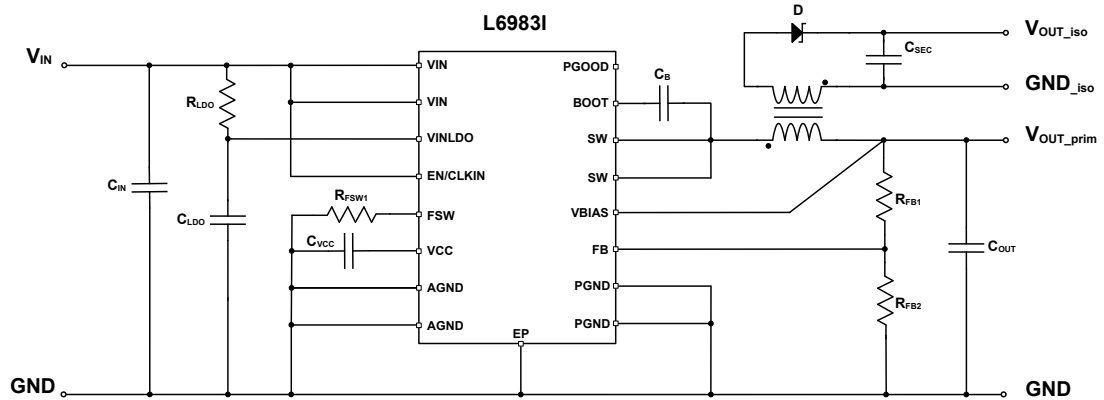 L6983I
D
VOUT_iso
CSEC
GND_iso
VIN
VIN
PGOOD
CB
RLDO
VIN
BOOT
VINLDO
SW
VOUT_prim
CIN
EN/CLKIN
SW
RFSW1
RFB1
CLDO
FSW
VBIAS
CVCC
VCC
FB
COUT
AGND
PGND
RFB2
AGND
PGND
EP
GND
GND